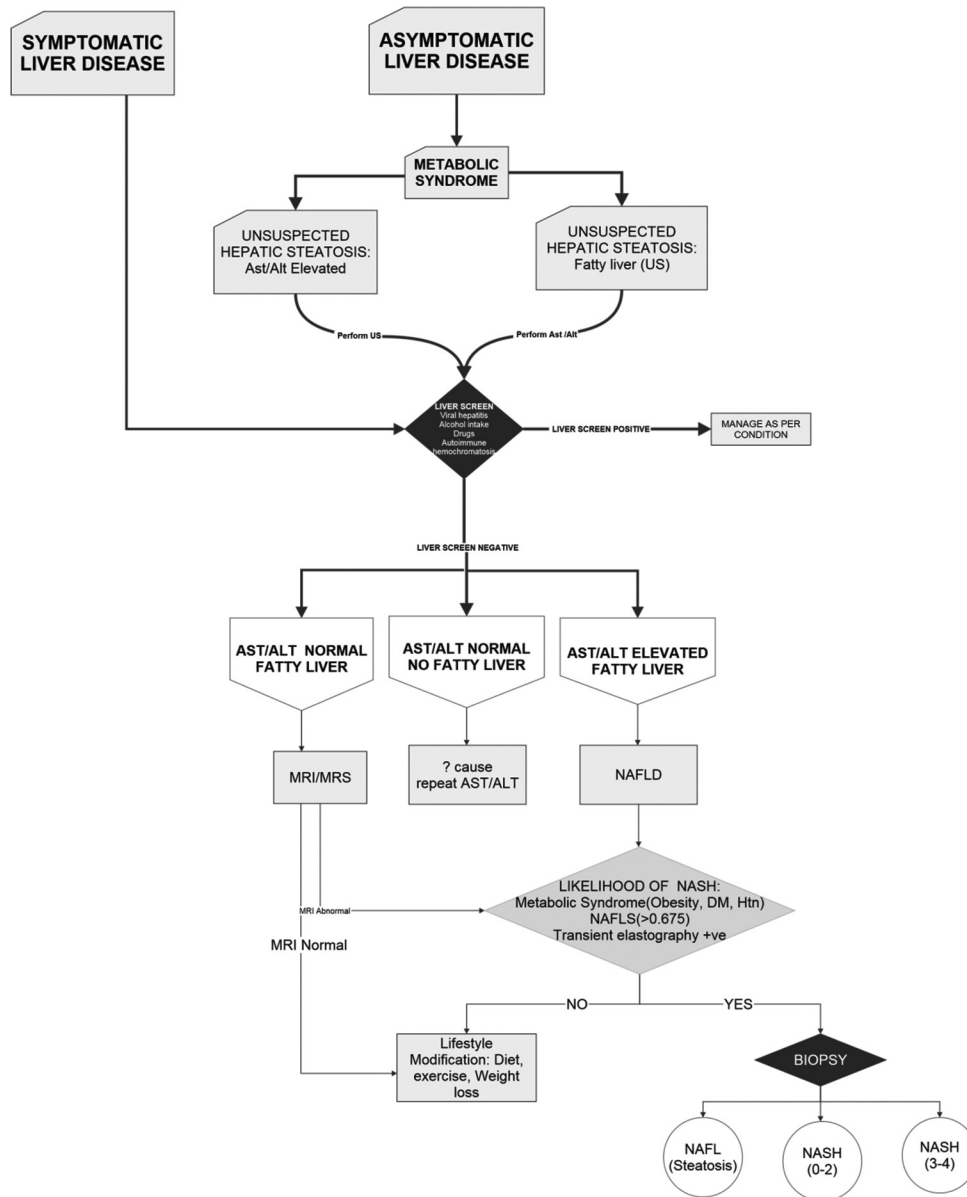 SYMPTOMATIC
LIVER DISEASE
ASYMPTOMATIC
LIVER DISEASE
METABOLIC
SYNDROME
UNSUSPECTED
HEPATIC STEATOSIS:
Ast/Alt Elevated
UNSUSPECTED
HEPATIC STEATOSIS:
Fatty liver (US)
Perform US
Perform Ast /Alt
LIVER SCREEN
Viral hepatitis
Alcohol intake
Drugs
Autoimmune
hemochromatosis
LIVER SCREEN POSITIVE
MANAGE AS PER
CONDITION
LIVER SCREEN NEGATIVE
AST/ALT NORMAL
FATTY LIVER
AST/ALT NORMAL
NO FATTY LIVER
AST/ALT ELEVATED
FATTY LIVER
MRI/MRS
? cause
repeat AST/ALT
NAFLD
LIKELIHOOD OF NASH:
Metabolic Syndrome(Obesity, DM, Htn)
NAFLS(>0.675)
Transient elastography +ve
MRI Abnormal
MRI Normal
NO
YES
Lifestyle
Modification: Diet,
exercise, Weight
loss
BIOPSY
NAFL
(Steatosis)
NASH
(0-2)
NASH
(3-4)